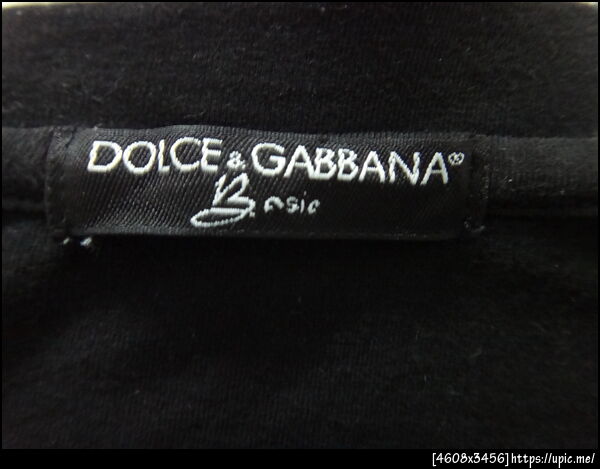 DOLCE & GABBANA®
Basic
[4608x3456]https://upic.me/